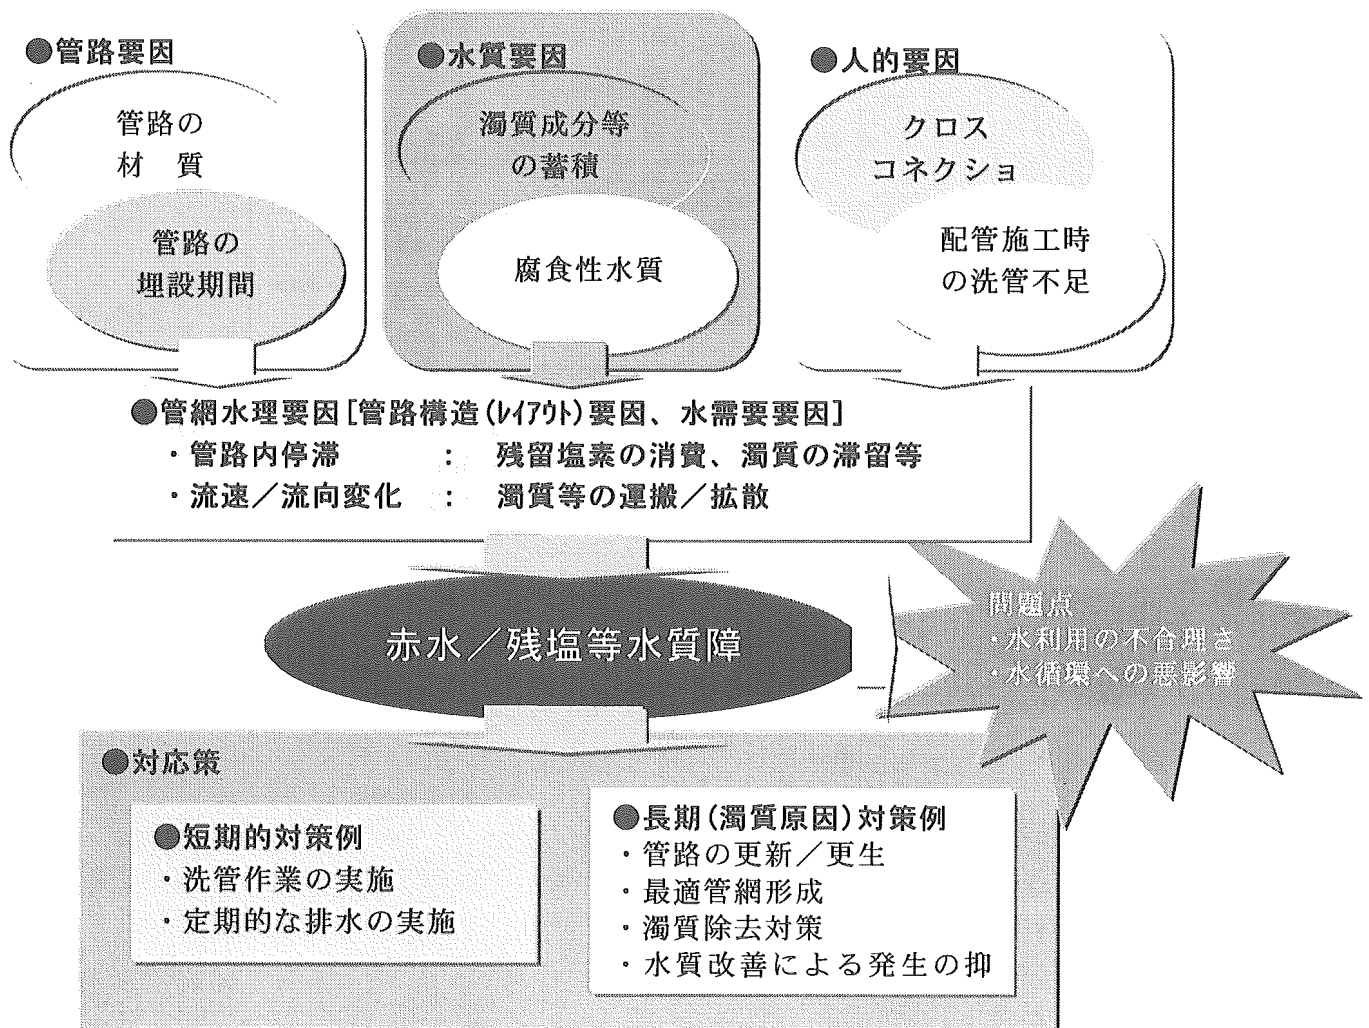 ●管路要因
管路の
材　質
管路の
埋設期間
●水質要因
濁質成分等
の蓄積
腐食性水質
●人的要因
クロス
コネクショ
配管施工時
の洗管不足
●管網水理要因[管路構造(ﾚｲｱｳﾄ)要因、水需要要因]
・管路内停滞　　：　残留塩素の消費、濁質の滞留等
・流速／流向変化　：　濁質等の運搬／拡散
赤水／残塩等水質障
問題点
・水利用の不合理さ
・水循環への悪影響
●対応策
●短期的対策例
・洗管作業の実施
・定期的な排水の実施
●長期(濁質原因)対策例
・管路の更新／更生
・最適管網形成
・濁質除去対策
・水質改善による発生の抑